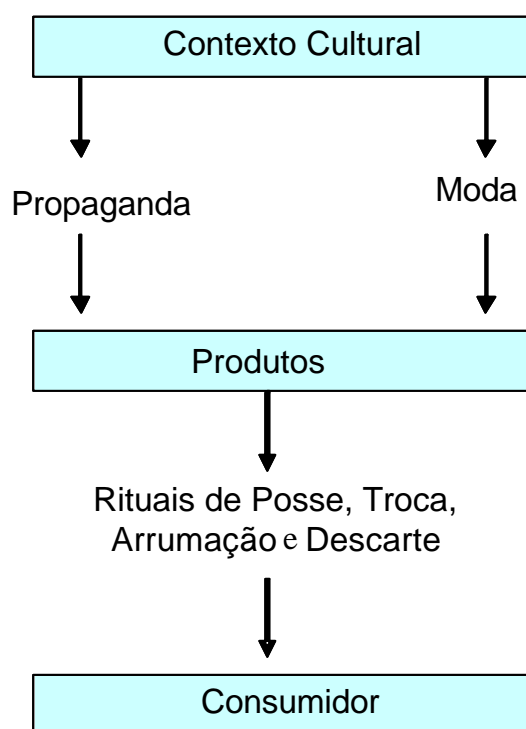 Contexto Cultural
Propaganda
Moda
Produtos
Rituais de Posse, Troca,
Arrumação e Descarte
Consumidor